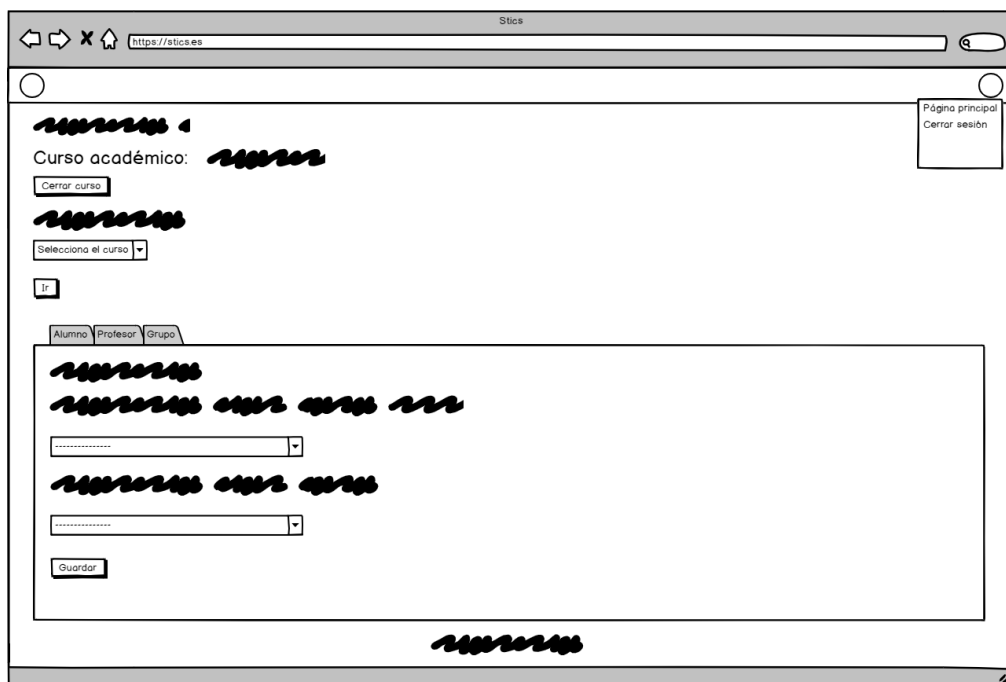 Stics
https://stics.es
Página principal
Cerrar sesión
Curso académico:
Cerrar curso
Selecciona el curso
Ir
Alumno Profesor Grupo
---------------
---------------
Guardar